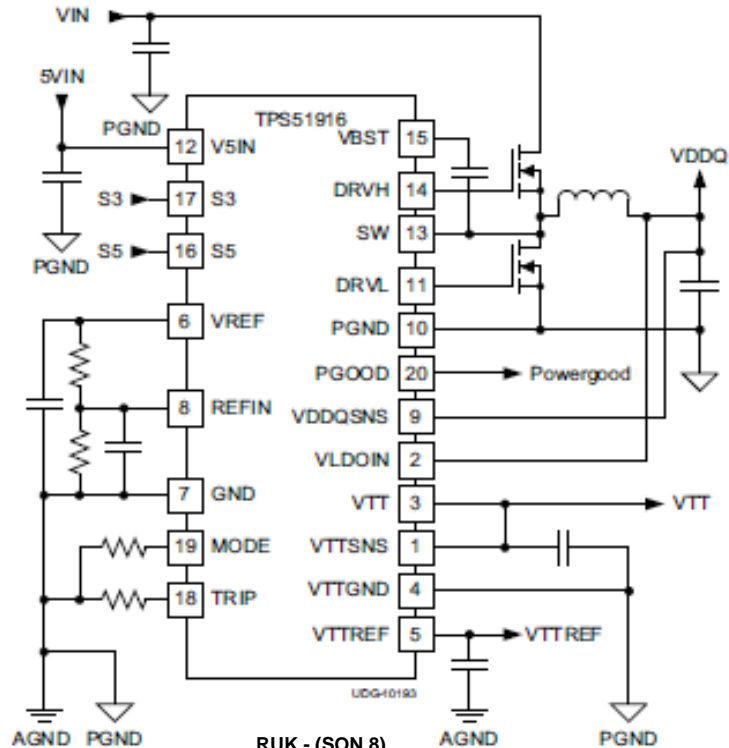 VIN
5VIN
PGND
TPS51916
12 V5IN
VBST 15
VDDQ
S3 17 S3
DRVH 14
S5 16 S5
SW 13
PGND
DRVL 11
6 VREF
PGND 10
PGOOD 20 Powergood
8 REFIN
VDDQSNS 9
VLDOIN 2
7 GND
VTT 3 VTT
19 MODE
VTTSNS 1
18 TRIP
VTTGND 4
VTTREF 5 VTTREF
UDG-10193
AGND PGND
RUK - (SON 8)
AGND
PGND